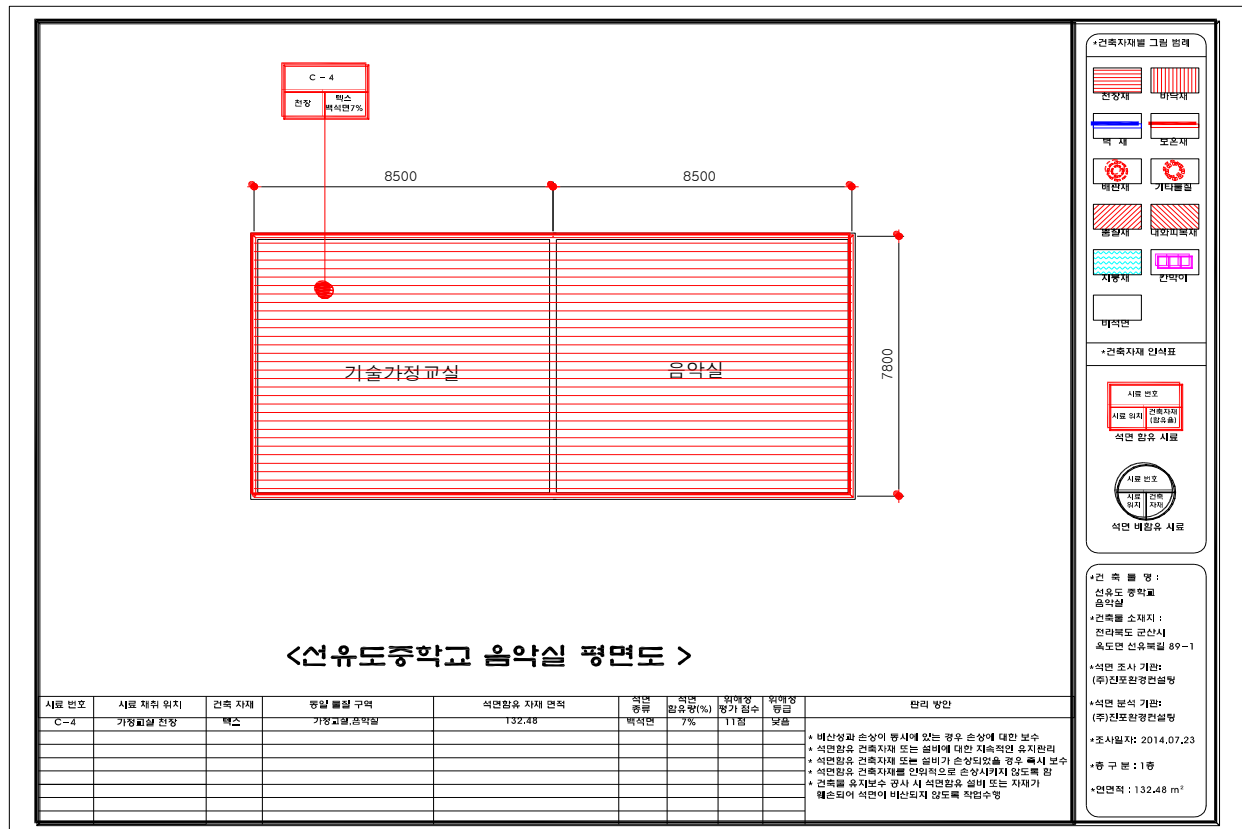 C - 4
천장
텍스
백석면7%
8500
8500
7800
기술가정교실
음악실
<선유도중학교 음악실 평면도 >
시료 번호
시료 채취 위치
건축 자재
동일 물질 구역
석면함유 자재 면적
석면
종류
석면
함유량(%)
위해성
평가 점수
위해성
등급
관리 방안
C-4
가정교실 천장
텍스
가정교실,음악실
132.48
백석면
7%
11점
낮음
* 비산성과 손상이 동시에 있는 경우 손상에 대한 보수
* 석면함유 건축자재 또는 설비에 대한 지속적인 유지관리
* 석면함유 건축자재 또는 설비가 손상되었을 경우 즉시 보수
* 석면함유 건축자재를 인위적으로 손상시키지 않도록 함
* 건축물 유지보수 공사 시 석면함유 설비 또는 자재가
훼손되어 석면이 비산되지 않도록 작업수행
*건축자재별 그림 범례
천장재
바닥재
벽 재
보온재
배관재
기타물질
뿜칠재
내화피복재
지붕재
칸막이
비석면
*건축자재 인식표
시료 번호
시료 위치
건축자재
(함유율)
석면 함유 시료
시료 번호
시료
위치
건축
자재
석면 비함유 시료
*건 축 물 명 :
선유도 중학교
음악실
*건축물 소재지 :
전라북도 군산시
옥도면 선유북길 89-1
*석면 조사 기관:
(주)진포환경컨설팅
*석면 분석 기관:
(주)진포환경컨설팅
*조사일자: 2014.07.23
*층 구 분 : 1층
*연면적 : 132.48 m²